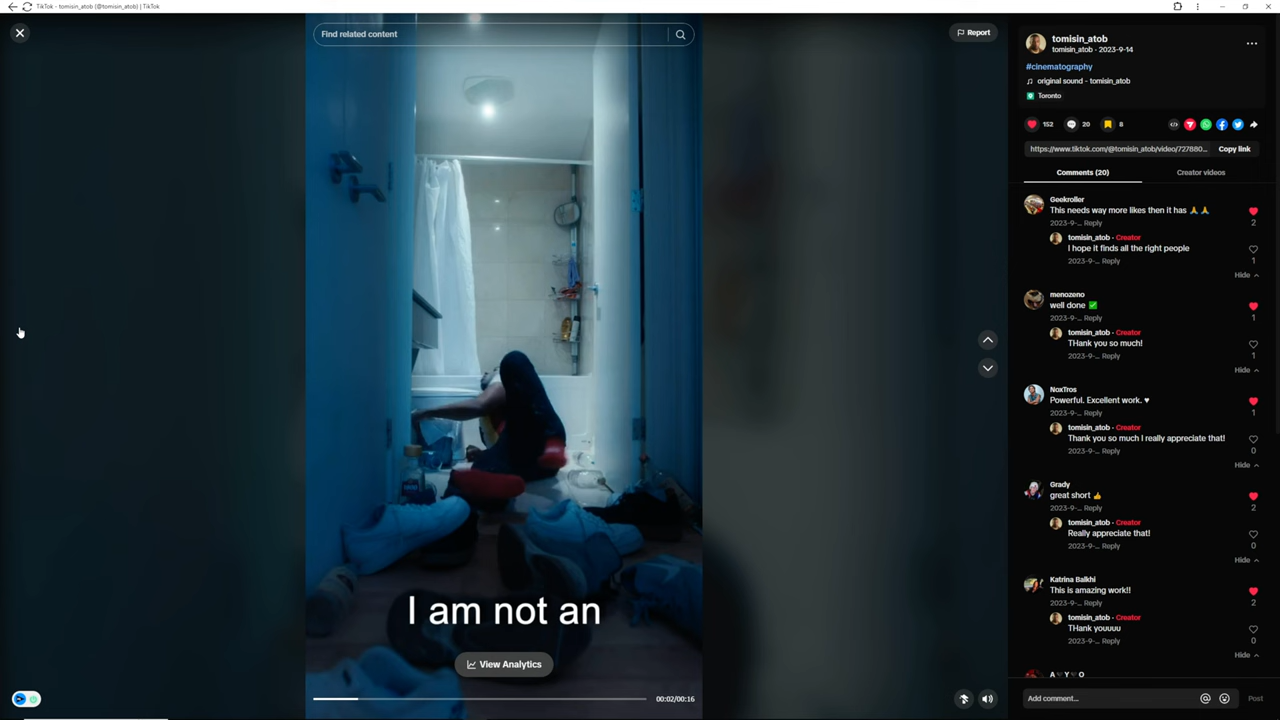 TikTok - tomisin_atob (@tomisin_atob) | TikTok
Find related content
Report
I am not an
View Analytics
00:02/00:16
tomisin_atob
tomisin_atob · 2023-9-14
#cinematography
original sound - tomisin_atob
Toronto
152
20
8
https://www.tiktok.com/@tomisin_atob/video/727880...
Copy link
Comments (20)
Creator videos
Geekroller
This needs way more likes then it has 🙏 🙏
2023-9-... Reply
2
tomisin_atob · Creator
I hope it finds all the right people
2023-9-... Reply
1
Hide
menozeno
well done ✅
2023-9-... Reply
1
tomisin_atob · Creator
THank you so much!
2023-9-... Reply
1
Hide
NoxTros
Powerful. Excellent work. ♥
2023-9-... Reply
1
tomisin_atob · Creator
Thank you so much I really appreciate that!
2023-9-... Reply
0
Hide
Grady
great short 👍
2023-9-... Reply
2
tomisin_atob · Creator
Really appreciate that!
2023-9-... Reply
0
Hide
Katrina Balkhi
This is amazing work!!
2023-9-... Reply
2
tomisin_atob · Creator
THank youuuu
2023-9-... Reply
0
Hide
Add comment...
Post